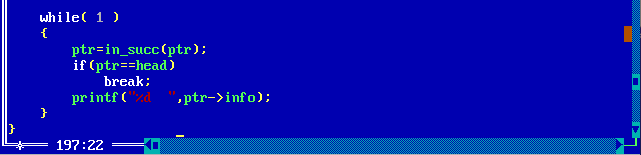 while( 1 )
{
ptr=in_succ(ptr);
if(ptr==head)
break;
printf("%d  ",ptr->info);
}
}
197:22